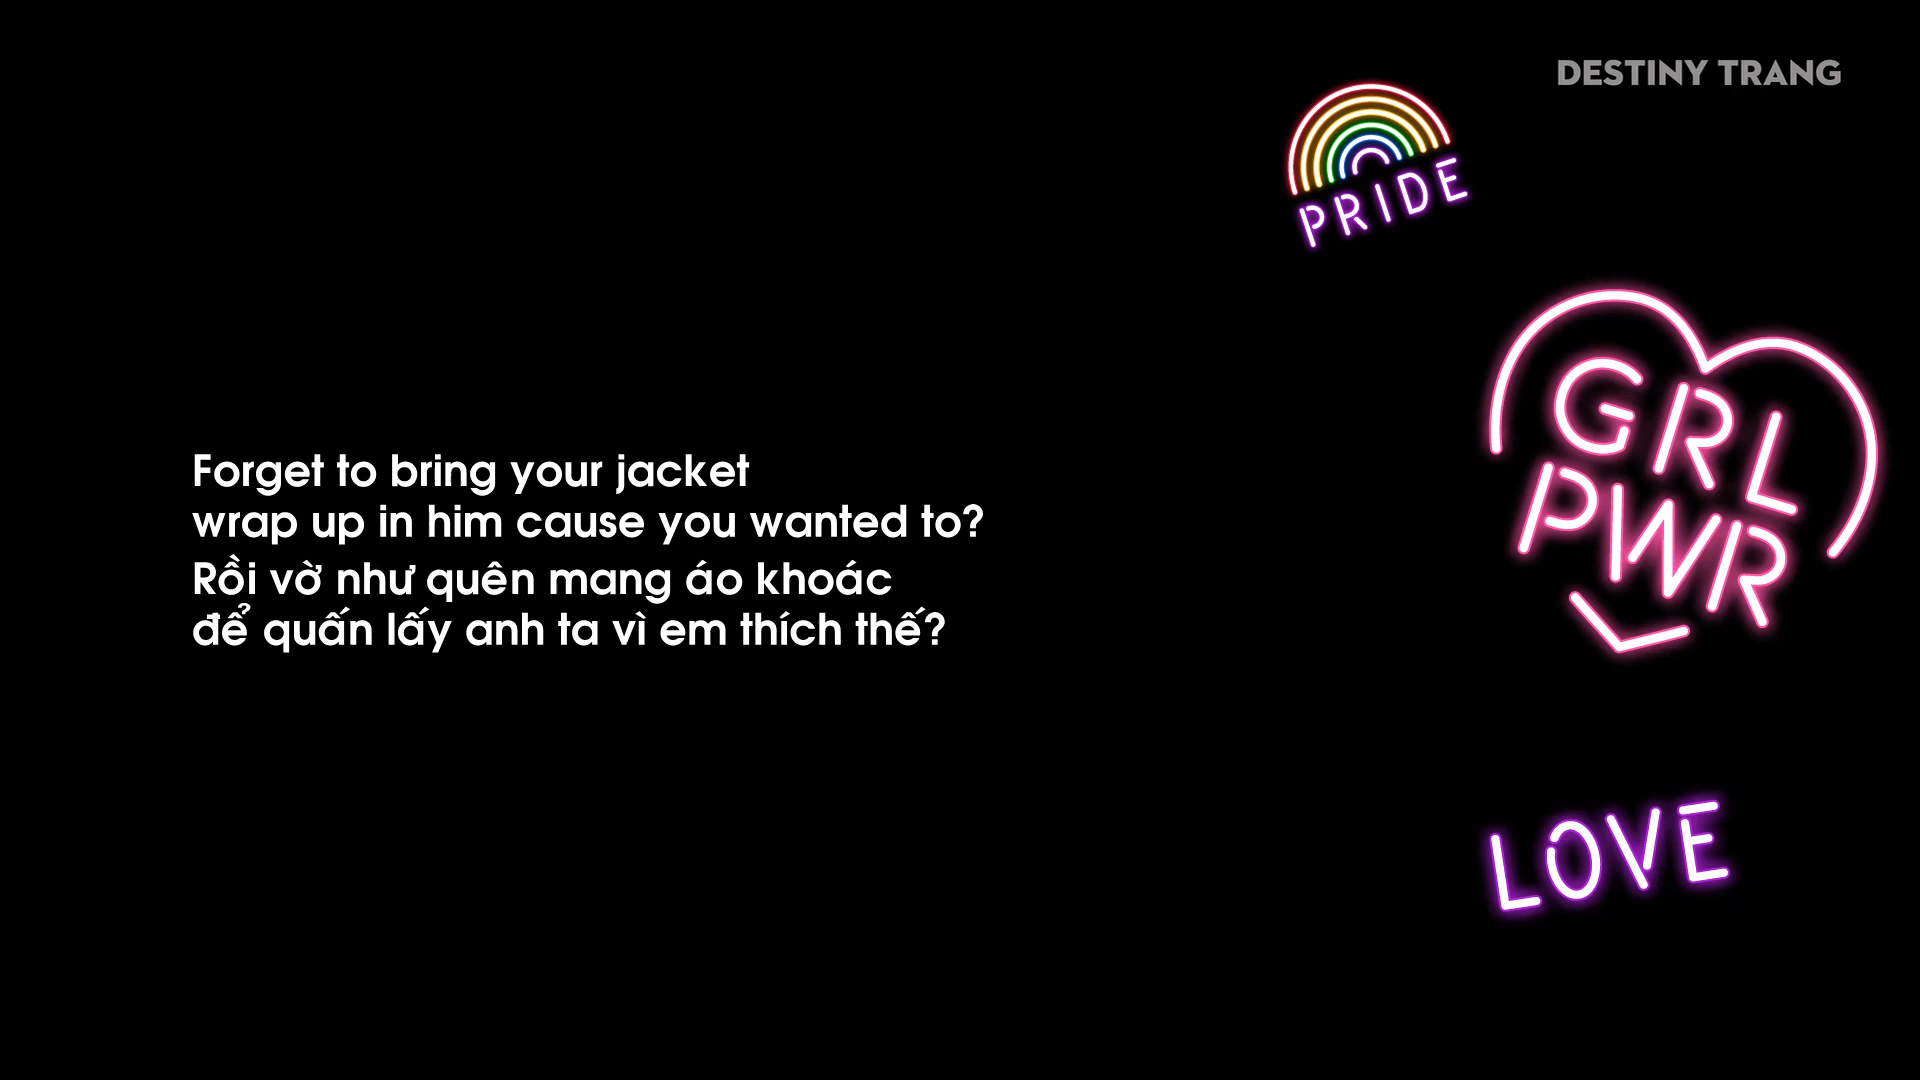 DESTINY TRANG
PRIDE
GRL
PWR
Forget to bring your jacket
wrap up in him cause you wanted to?
Rồi vờ như quên mang áo khoác
để quấn lấy anh ta vì em thích thế?
LOVE